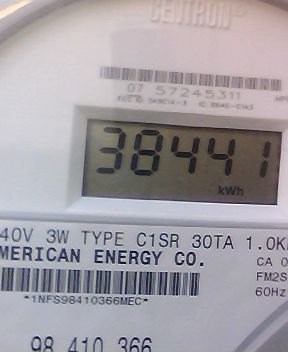 CENTRON®
07 57245311
38441
kWh
40V 3W TYPE C1SR 30TA 1.0K
MERICAN ENERGY CO.
CA 0
FM2S
60Hz
*1NFS98410366MEC*
98 410 366